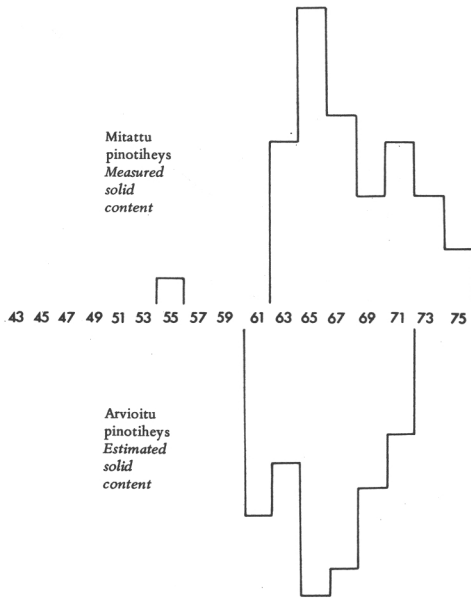 Mitattu
pinotiheys
Measured
solid
content
43 45 47 49 51 53 55 57 59 61 63 65 67 69 71 73 75
Arvioitu
pinotiheys
Estimated
solid
content